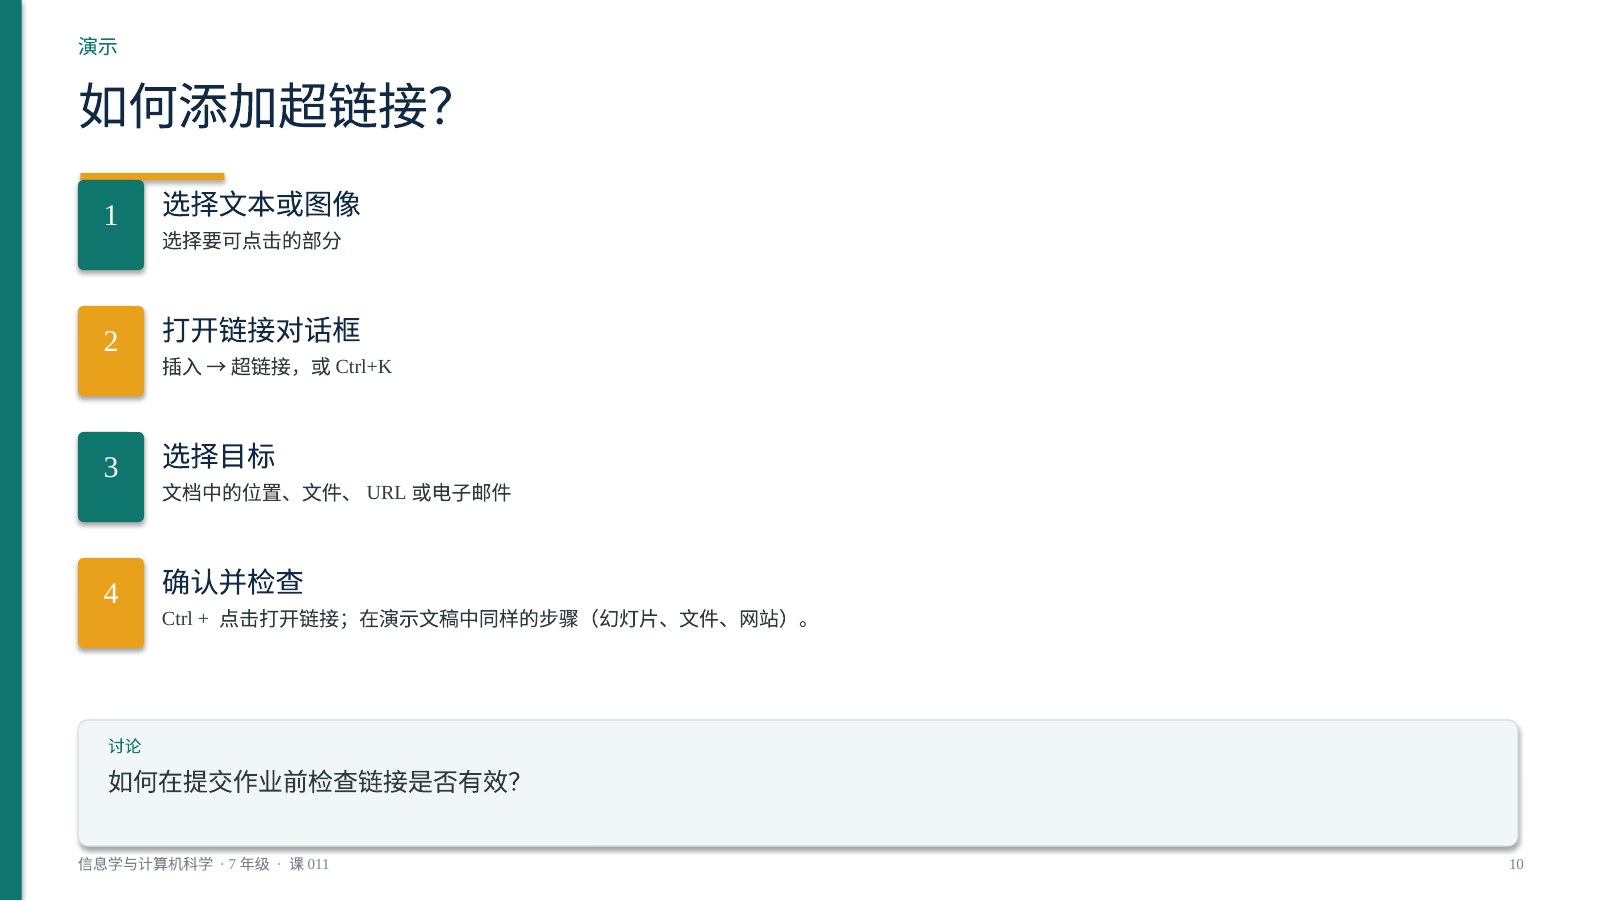 演示
如何添加超链接？
1
选择文本或图像
选择要可点击的部分
2
打开链接对话框
插入 → 超链接，或 Ctrl+K
3
选择目标
文档中的位置、文件、 URL 或电子邮件
4
确认并检查
Ctrl + 点击打开链接；在演示文稿中同样的步骤（幻灯片、文件、网站）。
讨论
如何在提交作业前检查链接是否有效？
信息学与计算机科学 · 7 年级 · 课 011
10